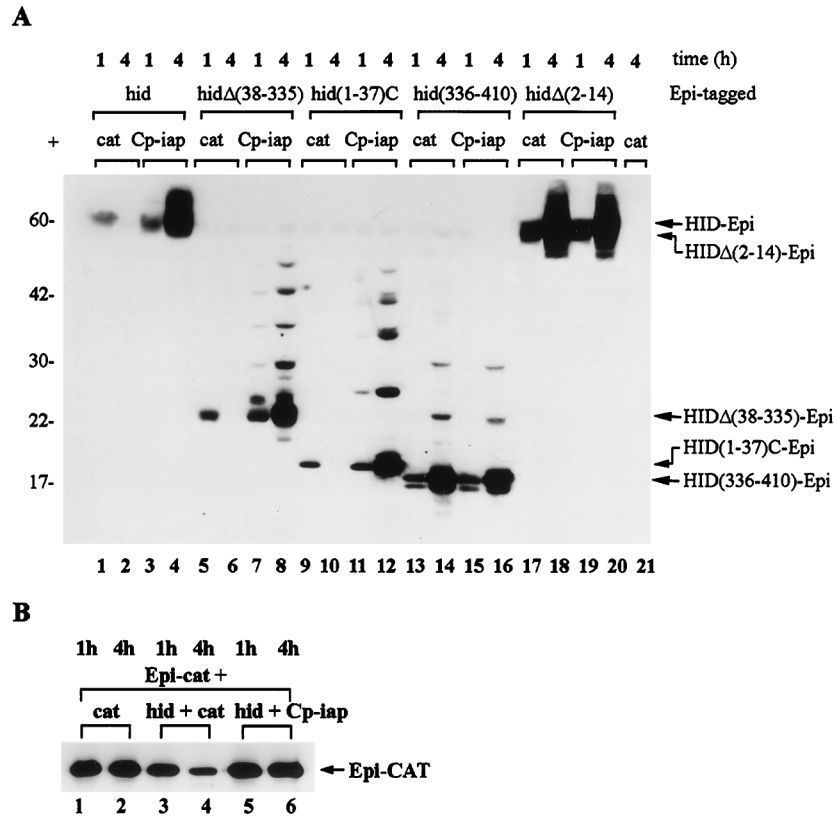 A
1 4 1 4 1 4 1 4 1 4 1 4 1 4 1 4 1 4 1 4 4 time (h)
hid hidΔ(38-335) hid(1-37)C hid(336-410) hidΔ(2-14) Epi-tagged
+ cat Cp-iap cat Cp-iap cat Cp-iap cat Cp-iap cat Cp-iap cat
60- HID-Epi
HIDΔ(2-14)-Epi
42-
30-
22- HIDΔ(38-335)-Epi
HID(1-37)C-Epi
17- HID(336-410)-Epi
1 2 3 4 5 6 7 8 9 10 11 12 13 14 15 16 17 18 19 20 21
B
1h 4h 1h 4h 1h 4h
Epi-cat +
cat hid + cat hid + Cp-iap
Epi-CAT
1 2 3 4 5 6